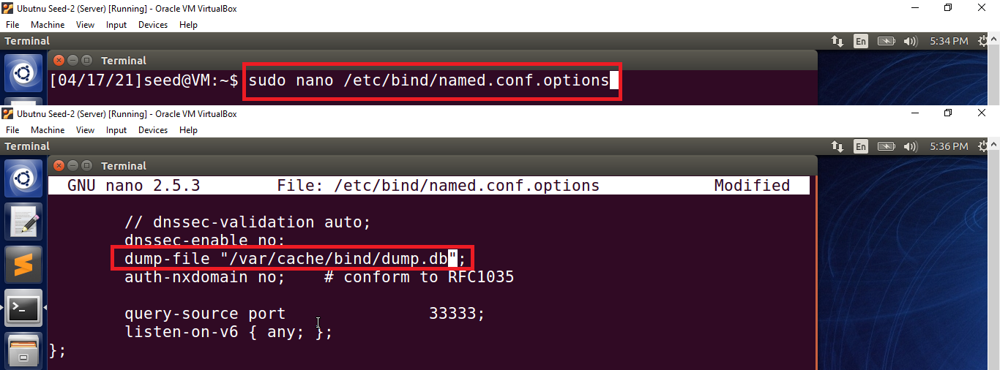 Ubutnu Seed-2 (Server) [Running] - Oracle VM VirtualBox
File Machine View Input Devices Help
Terminal En 5:34 PM
Terminal
[04/17/21]seed@VM:~$ sudo nano /etc/bind/named.conf.options
Ubutnu Seed-2 (Server) [Running] - Oracle VM VirtualBox
File Machine View Input Devices Help
Terminal En 5:36 PM
Terminal
GNU nano 2.5.3 File: /etc/bind/named.conf.options Modified
// dnssec-validation auto;
dnssec-enable no;
dump-file "/var/cache/bind/dump.db";
auth-nxdomain no; # conform to RFC1035
query-source port 33333;
listen-on-v6 { any; };
};